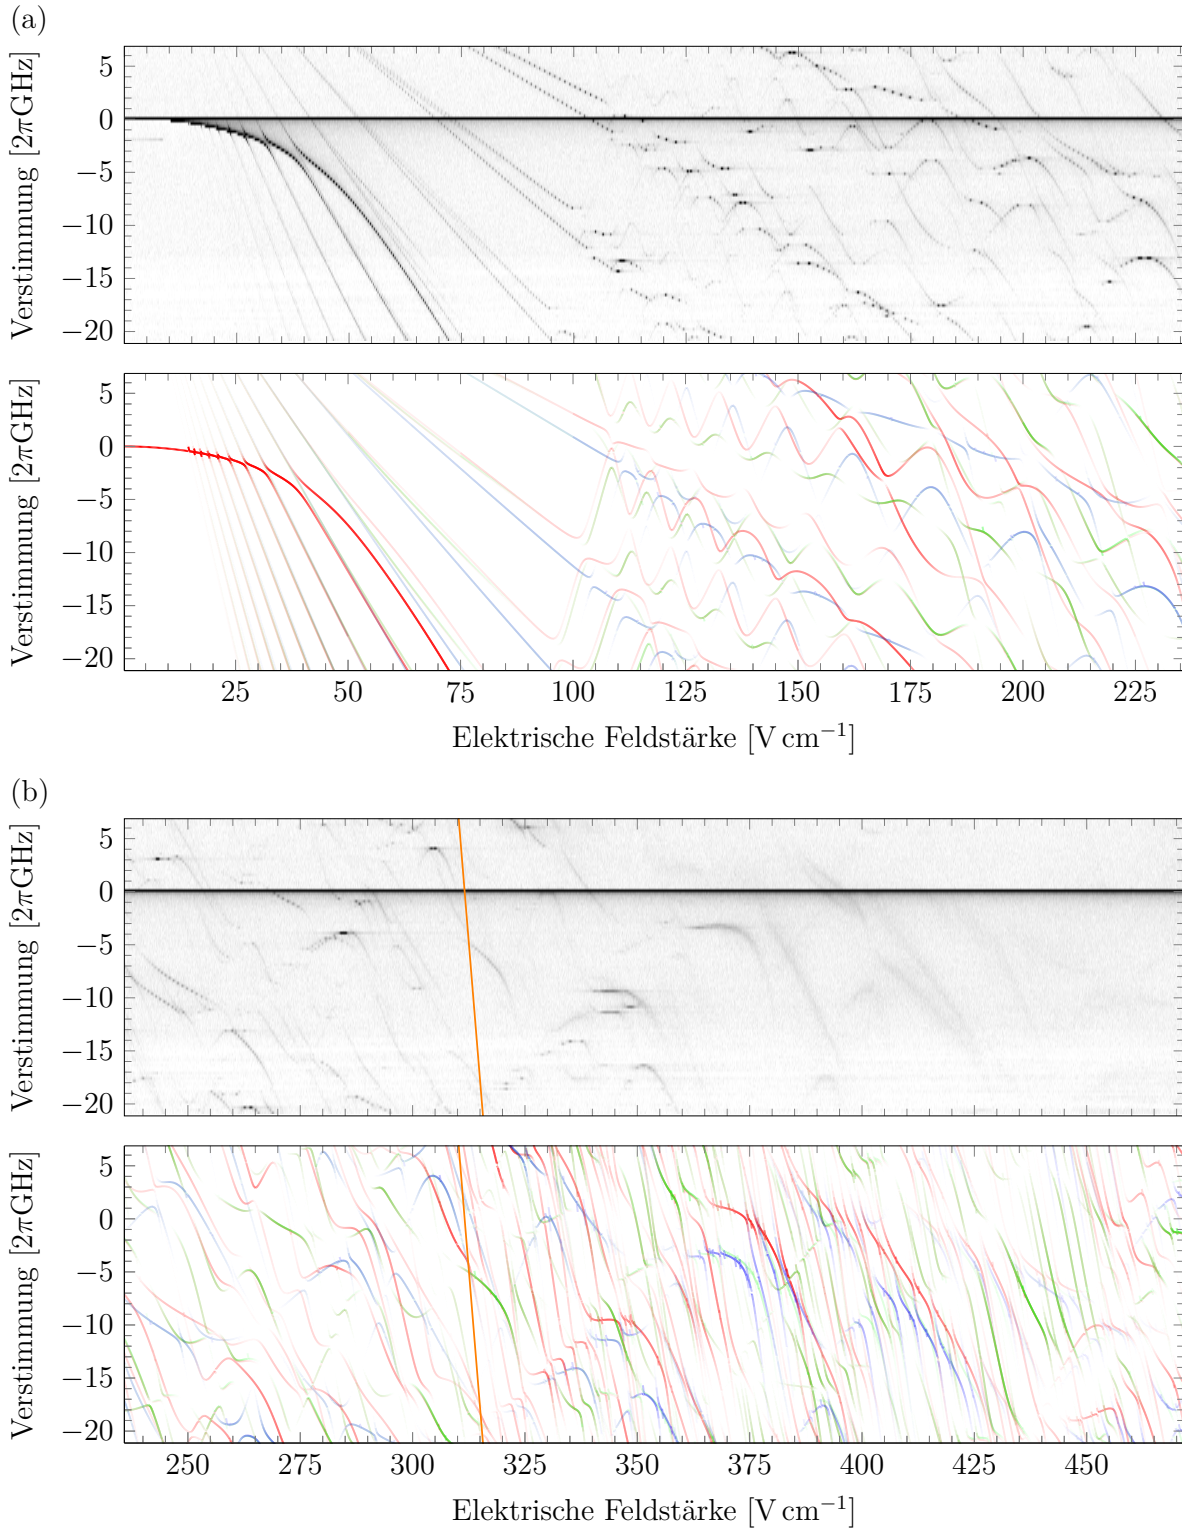 (a)
Verstimmung [2πGHz]
5
0
−5
−10
−15
−20
Verstimmung [2πGHz]
5
0
−5
−10
−15
−20
25 50 75 100 125 150 175 200 225
Elektrische Feldstärke [V cm⁻¹]
(b)
Verstimmung [2πGHz]
5
0
−5
−10
−15
−20
Verstimmung [2πGHz]
5
0
−5
−10
−15
−20
250 275 300 325 350 375 400 425 450
Elektrische Feldstärke [V cm⁻¹]